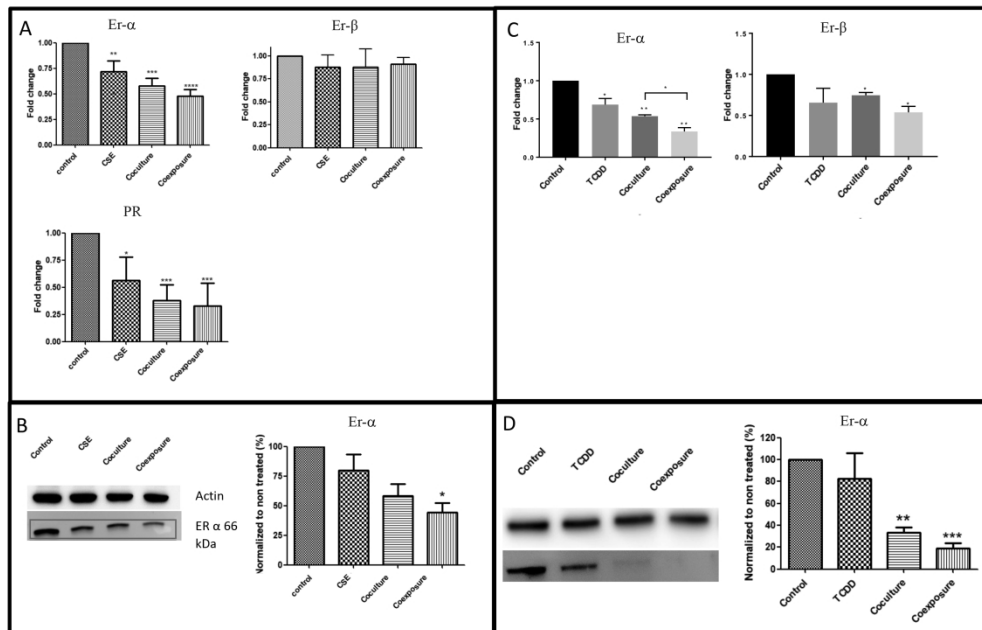 A
Er-α
Fold change
1.00
0.75
0.50
0.25
0.00
**
***
****
control
CSE
Coculture
Coexposure
Er-β
Fold change
1.00
0.75
0.50
0.25
0.00
control
CSE
Coculture
Coexposure
PR
Fold change
1.00
0.75
0.50
0.25
0.00
*
***
***
control
CSE
Coculture
Coexposure
C
Er-α
Fold change
1.5
1.0
0.5
0.0
*
**
*
**
Control
TCDD
Coculture
Coexposure
Er-β
Fold change
1.5
1.0
0.5
0.0
*
*
Control
TCDD
Coculture
Coexposure
B
Control
CSE
Coculture
Coexposure
Actin
ER α 66
kDa
Er-α
Normalized to non treated (%)
100
75
50
25
0
*
control
CSE
Coculture
Coexposure
D
Control
TCDD
Coculture
Coexposure
Er-α
Normalized to non treated (%)
120
100
80
60
40
20
0
**
***
Control
TCDD
Coculture
Coexposure